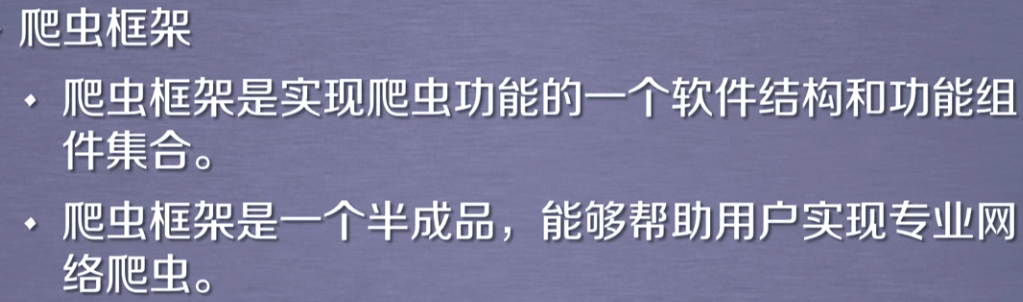 爬虫框架
• 爬虫框架是实现爬虫功能的一个软件结构和功能组
件集合。
• 爬虫框架是一个半成品，能够帮助用户实现专业网
络爬虫。